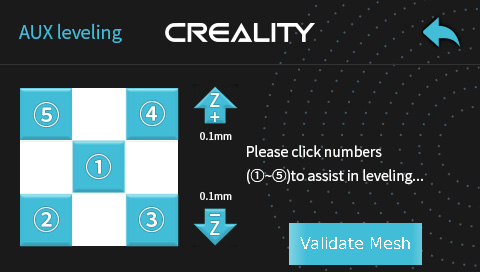 AUX leveling
CREALITY
⑤ ④
①
② ③
Z
+
0.1mm
0.1mm
−
Z
Please click numbers
(①~⑤)to assist in leveling...
Validate Mesh